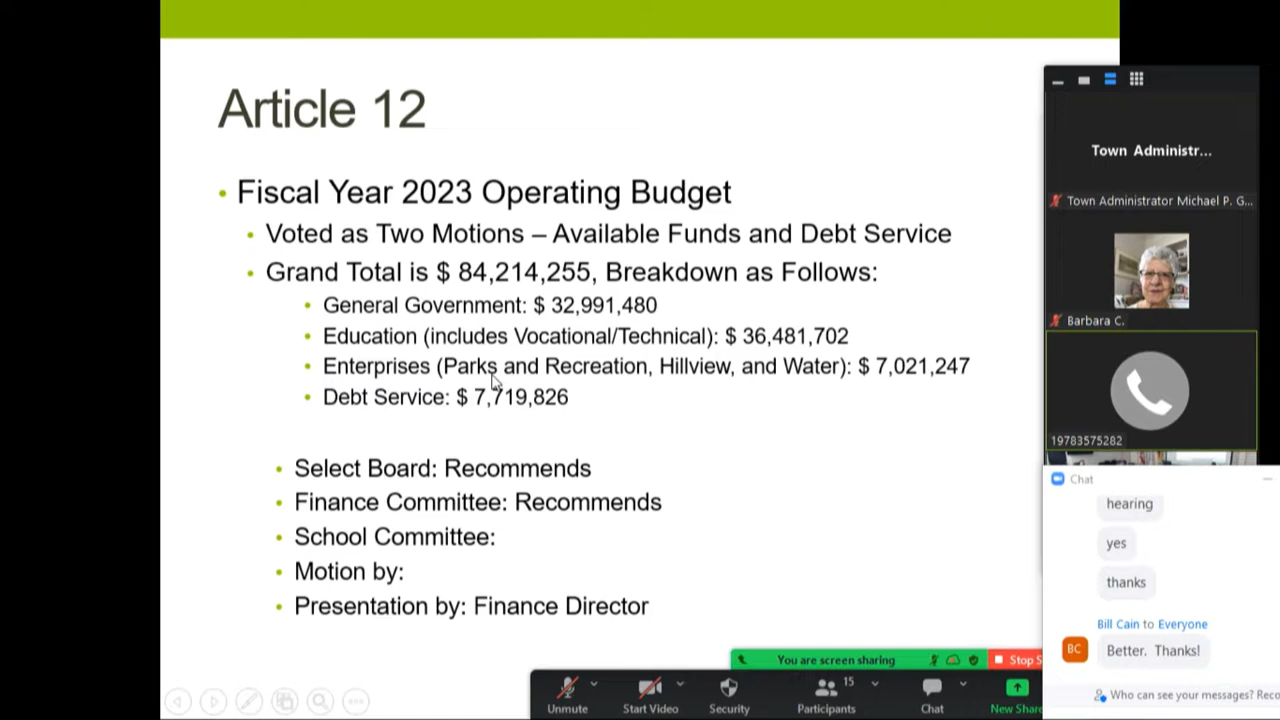 Article 12
• Fiscal Year 2023 Operating Budget
• Voted as Two Motions – Available Funds and Debt Service
• Grand Total is $ 84,214,255, Breakdown as Follows:
• General Government: $ 32,991,480
• Education (includes Vocational/Technical): $ 36,481,702
• Enterprises (Parks and Recreation, Hillview, and Water): $ 7,021,247
• Debt Service: $ 7,719,826
• Select Board: Recommends
• Finance Committee: Recommends
• School Committee:
• Motion by:
• Presentation by: Finance Director
Town Administr...
Town Administrator Michael P. G...
Barbara C.
19783575282
Chat
hearing
yes
thanks
Bill Cain to Everyone
BC
Better. Thanks!
Who can see your messages? Reco
You are screen sharing
Stop S
Unmute
Start Video
Security
Participants
15
Chat
New Share